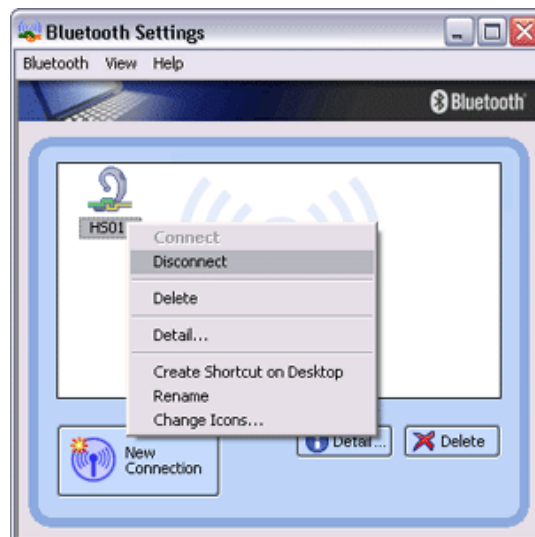 Bluetooth Settings
Bluetooth View Help
Bluetooth
HS01
Connect
Disconnect
Delete
Detail...
Create Shortcut on Desktop
Rename
Change Icons...
New
Connection
Detail...
Delete